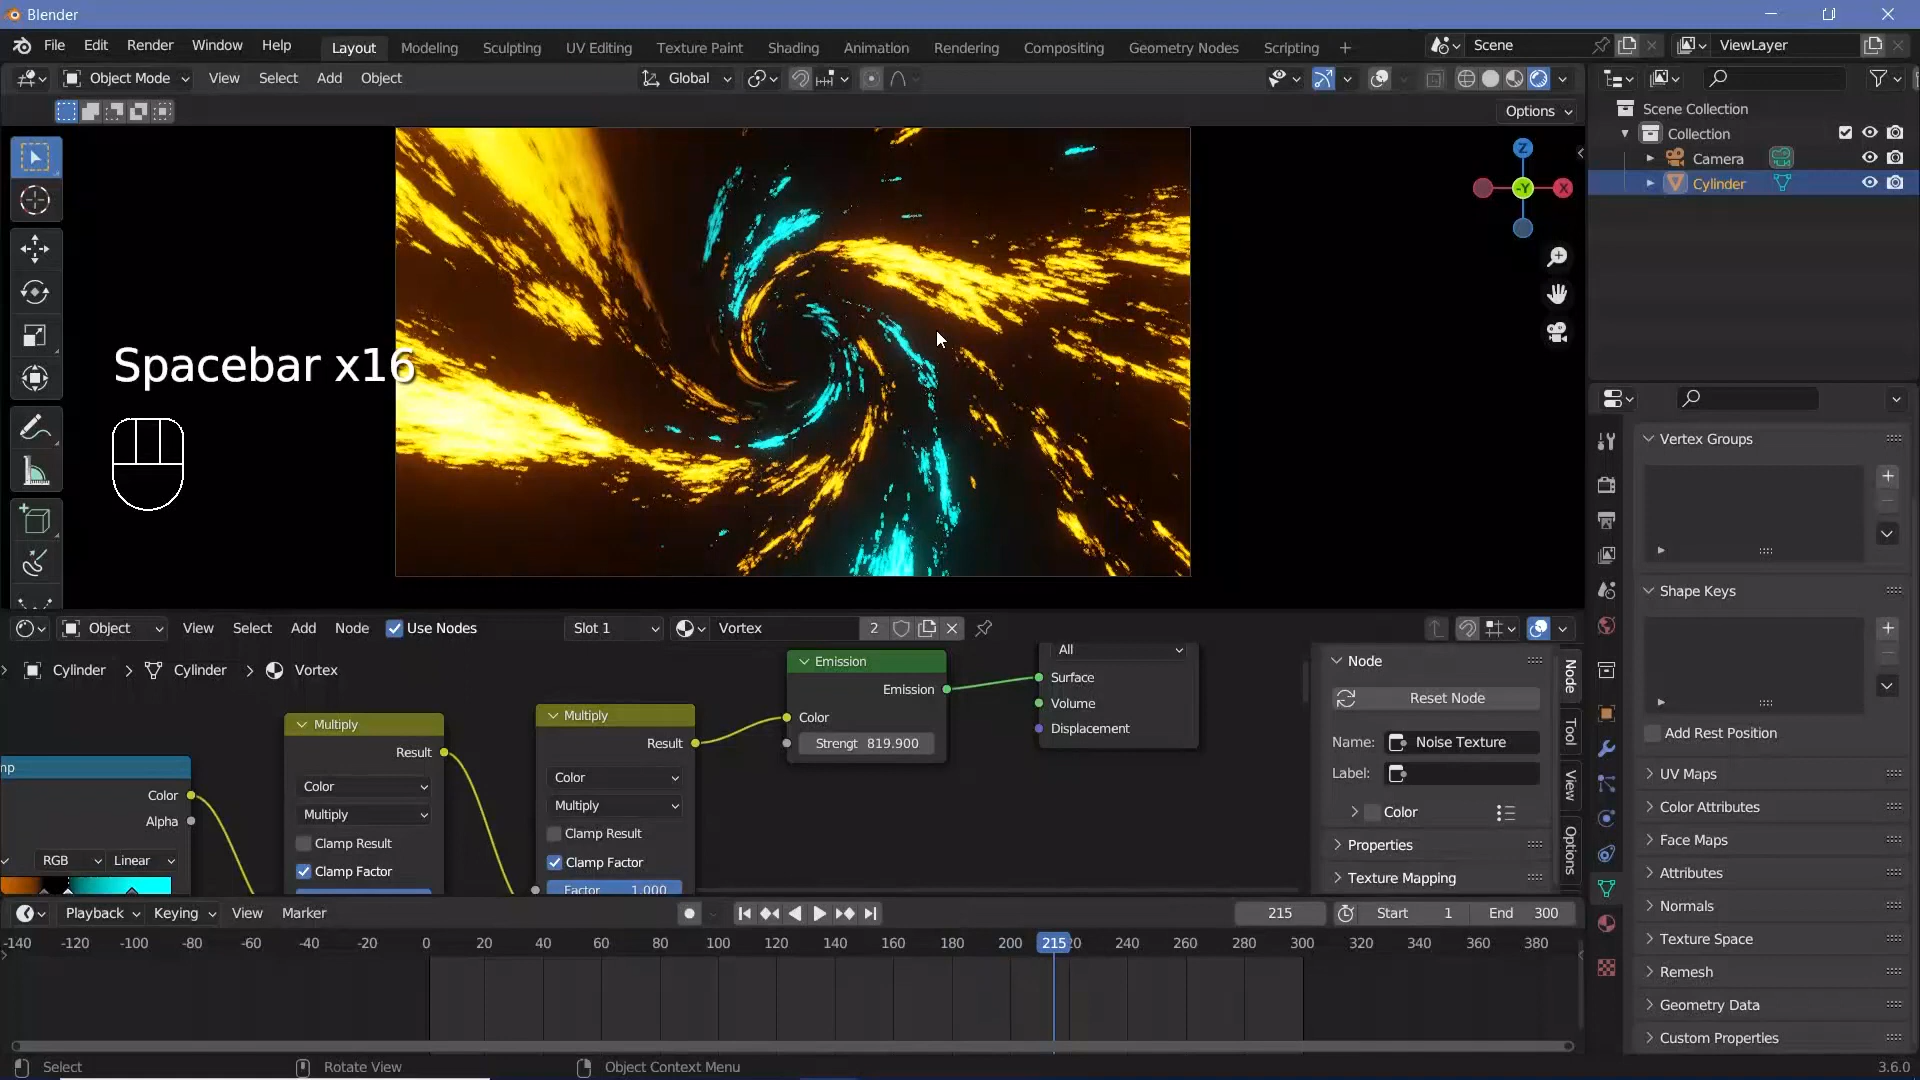 Blender
File Edit Render Window Help Layout Modeling Sculpting UV Editing Texture Paint Shading Animation Rendering Compositing Geometry Nodes Scripting + Scene ViewLayer
Object Mode View Select Add Object Global
Options
Scene Collection
Collection
Camera
Cylinder
Z
-Y X
Spacebar x16
Vertex Groups
Shape Keys
Add Rest Position
UV Maps
Color Attributes
Face Maps
Attributes
Normals
Texture Space
Remesh
Geometry Data
Custom Properties
Object View Select Add Node Use Nodes Slot 1 Vortex 2
Cylinder > Cylinder > Vortex
mp
Color
Alpha
RGB Linear
Multiply
Result
Color
Multiply
Clamp Result
Clamp Factor
Multiply
Result
Color
Multiply
Clamp Result
Clamp Factor
Factor 1.000
Emission
Emission
Color
Strengt 819.900
All
Surface
Volume
Displacement
Node
Reset Node
Name: Noise Texture
Label:
Color
Properties
Texture Mapping
Node
Tool
View
Options
Playback Keying View Marker 215 Start 1 End 300
-140 -120 -100 -80 -60 -40 -20 0 20 40 60 80 100 120 140 160 180 200 215 20 240 260 280 300 320 340 360 380
Select Rotate View Object Context Menu 3.6.0